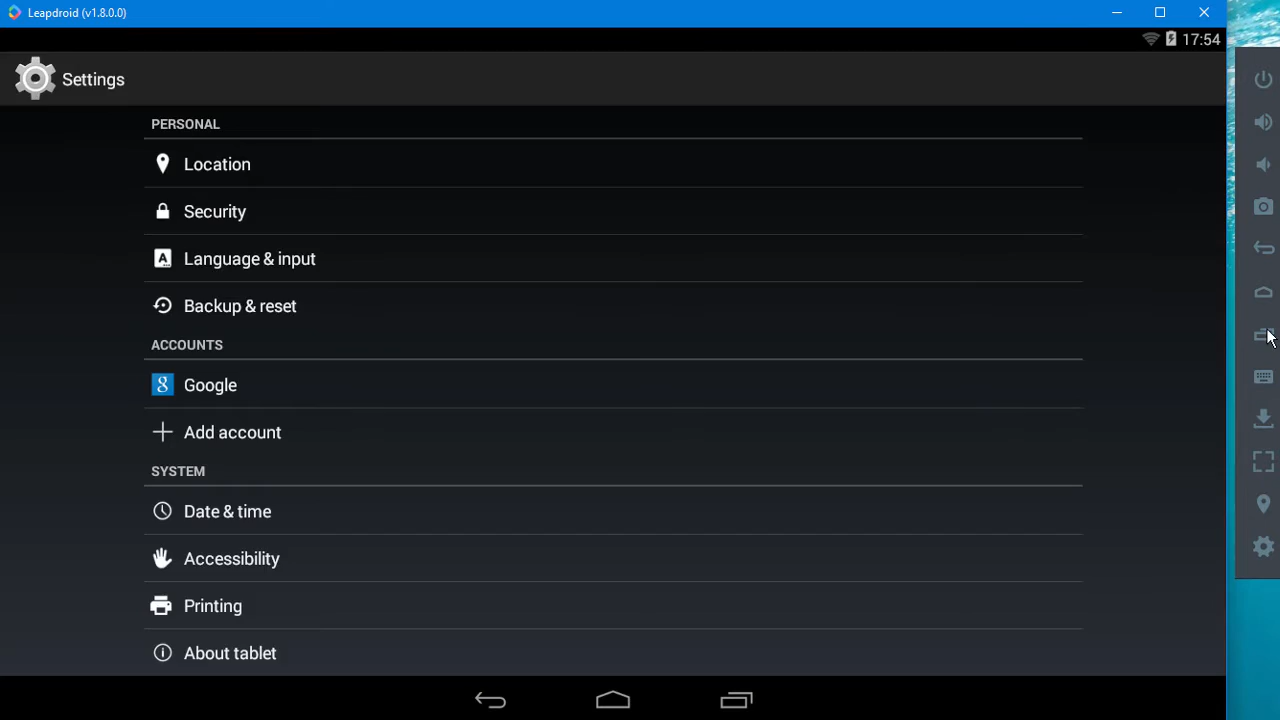 Leapdroid (v1.8.0.0)
17:54
Settings
PERSONAL
Location
Security
Language & input
Backup & reset
ACCOUNTS
Google
Add account
SYSTEM
Date & time
Accessibility
Printing
About tablet